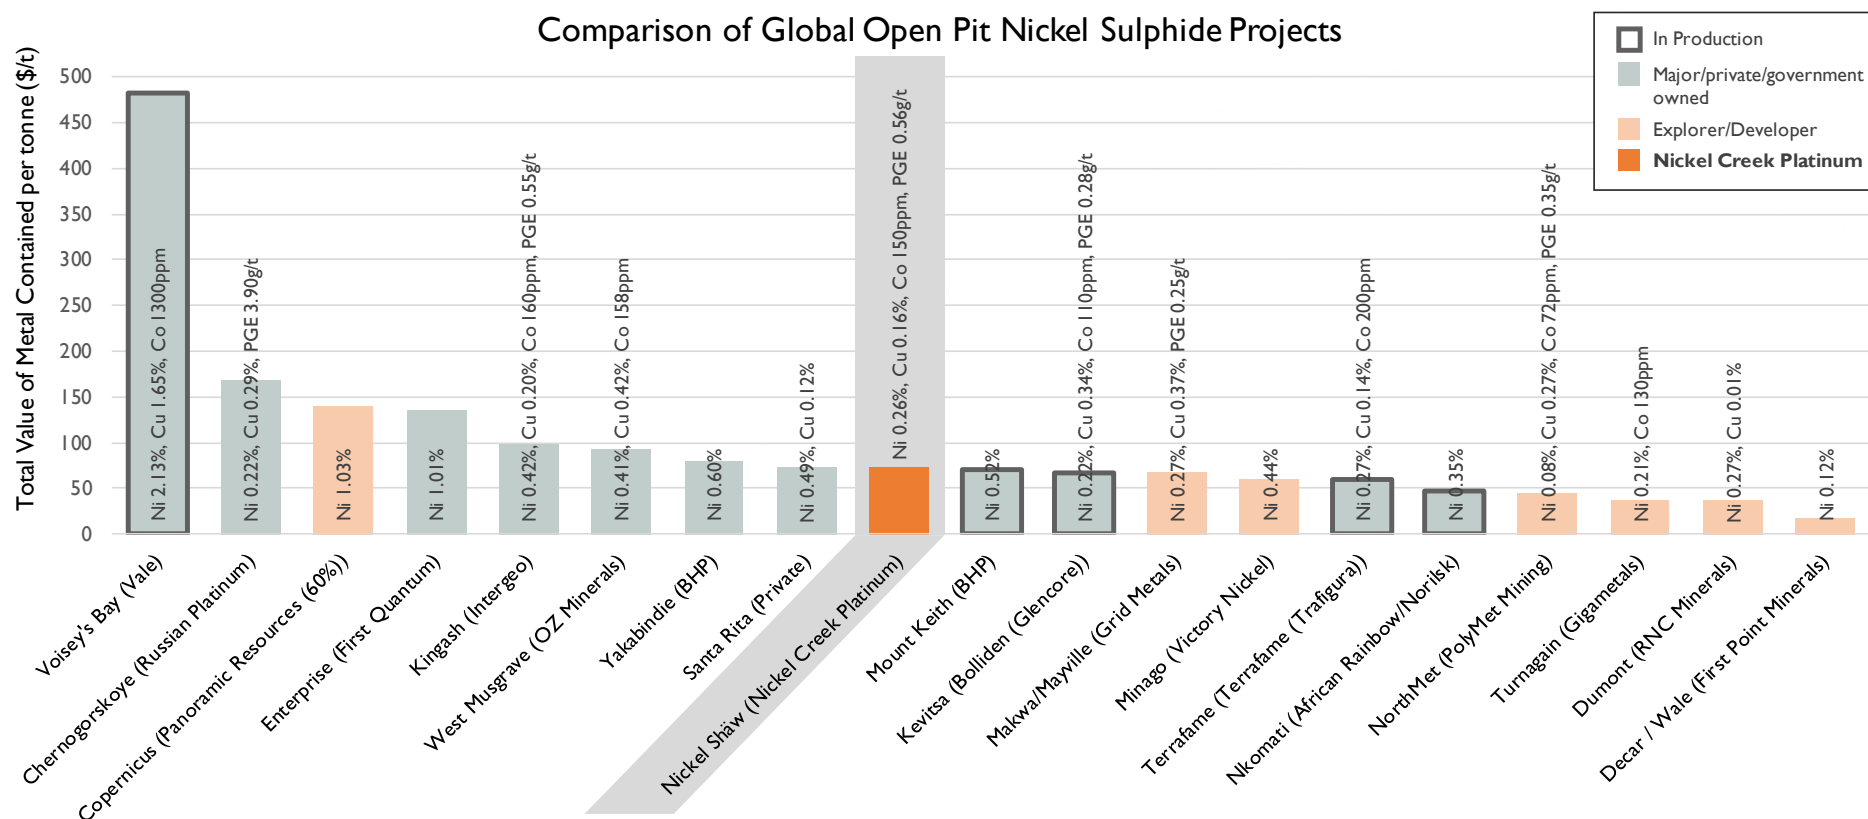 Comparison of Global Open Pit Nickel Sulphide Projects
In Production
Major/private/government
owned
Explorer/Developer
Nickel Creek Platinum
Total Value of Metal Contained per tonne ($/t)
500
450
400
350
300
250
200
150
100
50
0
Ni 2.13%, Cu 1.65%, Co 1300ppm
Ni 0.22%, Cu 0.29%, PGE 3.90g/t
Ni 1.03%
Ni 1.01%
Ni 0.42%, Cu 0.20%, Co 160ppm, PGE 0.55g/t
Ni 0.41%, Cu 0.42%, Co 158ppm
Ni 0.60%
Ni 0.49%, Cu 0.12%
Ni 0.26%, Cu 0.16%, Co 150ppm, PGE 0.56g/t
Ni 0.52%
Ni 0.22%, Cu 0.34%, Co 110ppm, PGE 0.28g/t
Ni 0.27%, Cu 0.37%, PGE 0.25g/t
Ni 0.44%
Ni 0.27%, Cu 0.14%, Co 200ppm
Ni 0.35%
Ni 0.08%, Cu 0.27%, Co 72ppm, PGE 0.35g/t
Ni 0.21%, Co 130ppm
Ni 0.27%, Cu 0.01%
Ni 0.12%
Voisey's Bay (Vale)
Chernogorskoye (Russian Platinum)
Copernicus (Panoramic Resources (60%))
Enterprise (First Quantum)
Kingash (Intergeo)
West Musgrave (OZ Minerals)
Yakabindie (BHP)
Santa Rita (Private)
Nickel Shäw (Nickel Creek Platinum)
Mount Keith (BHP)
Kevitsa (Bolliden (Glencore))
Makwa/Mayville (Grid Metals)
Minago (Victory Nickel)
Terrafame (Terrafame (Trafigura))
Nkomati (African Rainbow/Norilsk)
NorthMet (PolyMet Mining)
Turnagain (Gigametals)
Dumont (RNC Minerals)
Decar / Wale (First Point Minerals)